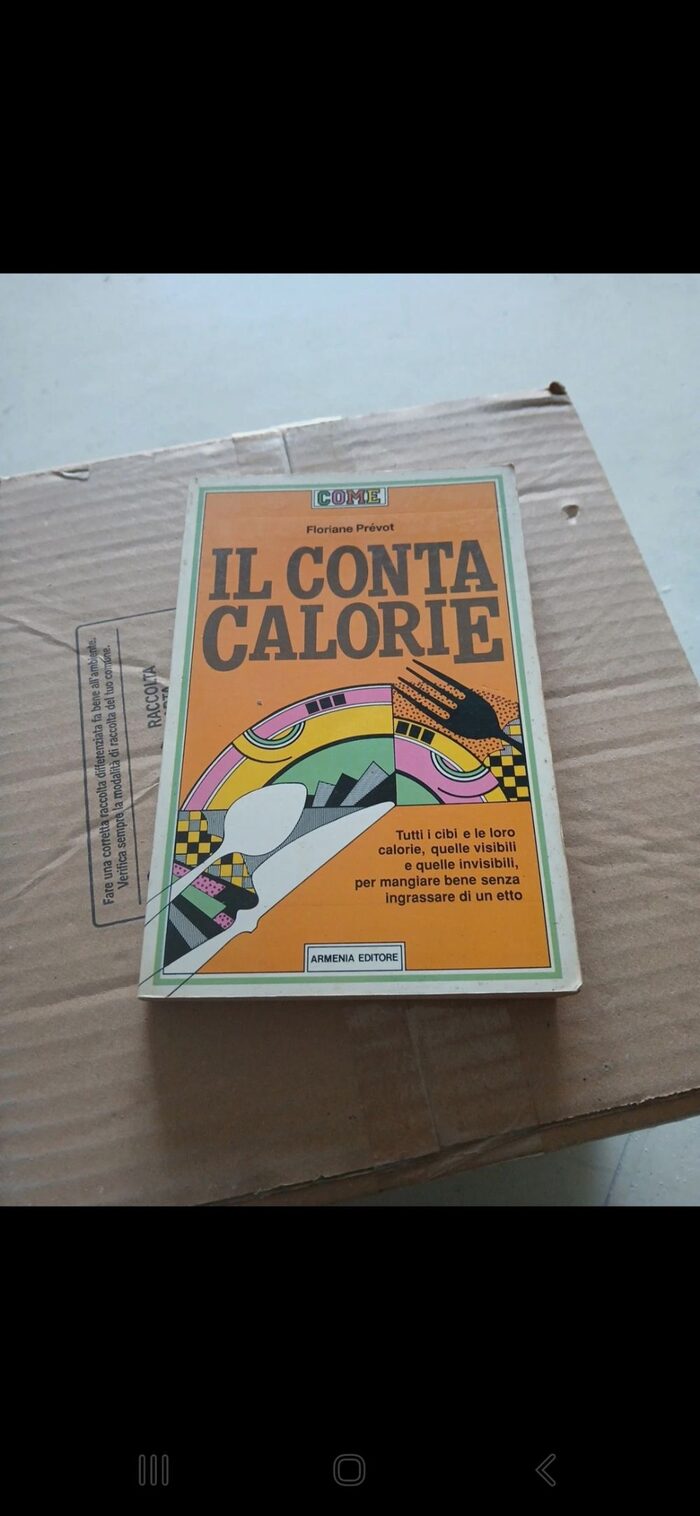 COME
Floriane Prévot
IL CONTA
CALORIE
Tutti i cibi e le loro
calorie, quelle visibili
e quelle invisibili,
per mangiare bene senza
ingrassare di un etto
ARMENIA EDITORE
Fare una corretta raccolta differenziata fa bene all'ambiente.
Verifica sempre la modalità di raccolta del tuo comune.
RACCOLTA